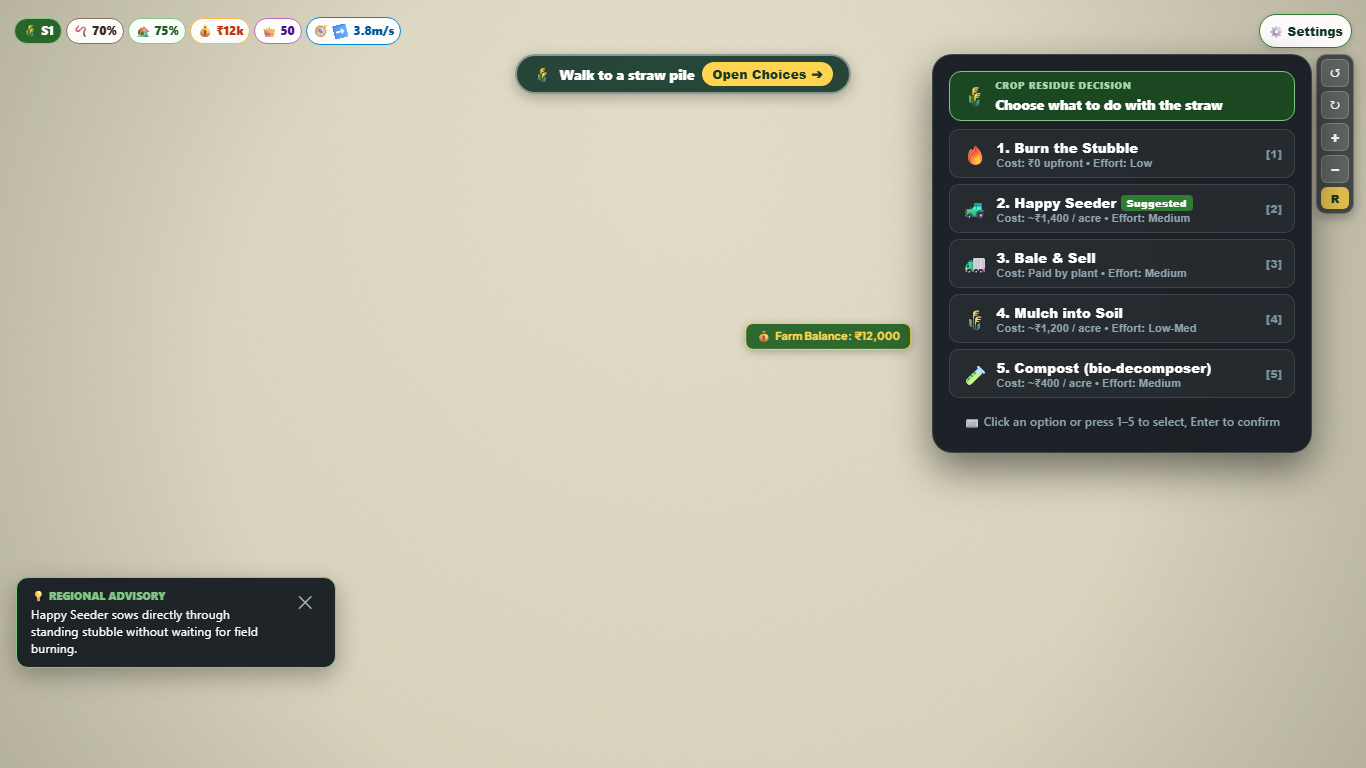 S1
70%
75%
₹12k
50
3.8m/s
Settings
Walk to a straw pile
Open Choices ➔
CROP RESIDUE DECISION
Choose what to do with the straw
1. Burn the Stubble
Cost: ₹0 upfront • Effort: Low
[1]
2. Happy Seeder Suggested
Cost: ~₹1,400 / acre • Effort: Medium
[2]
3. Bale & Sell
Cost: Paid by plant • Effort: Medium
[3]
4. Mulch into Soil
Cost: ~₹1,200 / acre • Effort: Low-Med
[4]
5. Compost (bio-decomposer)
Cost: ~₹400 / acre • Effort: Medium
[5]
Click an option or press 1–5 to select, Enter to confirm
↺
↻
+
−
R
Farm Balance: ₹12,000
REGIONAL ADVISORY
Happy Seeder sows directly through
standing stubble without waiting for field
burning.